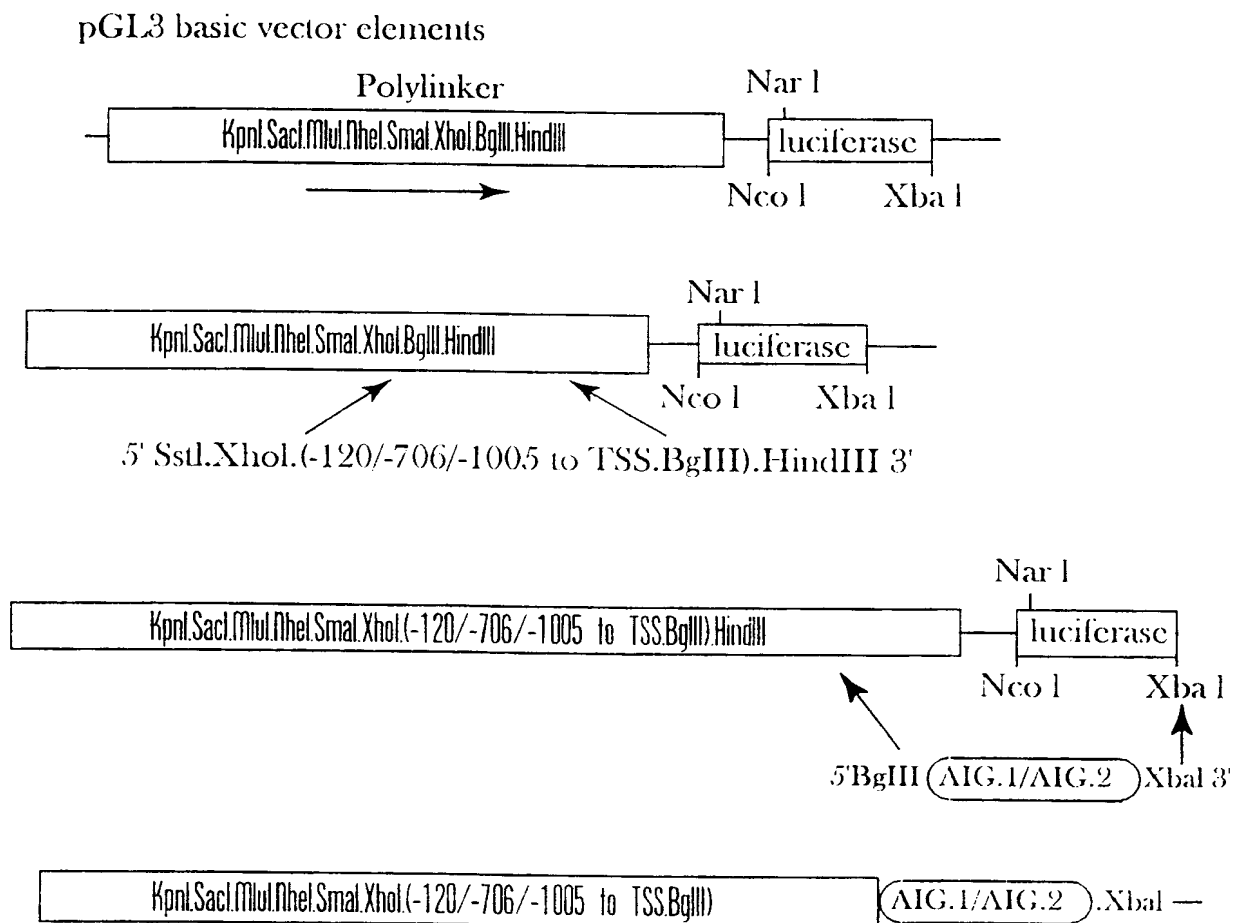 pGL3 basic vector elements
Polylinker
Nar I
KpnI.SacI.MluI.NheI.SmaI.XhoI.BglII.HindIII
luciferase
Nco I
Xba I
Nar I
KpnI.SacI.MluI.NheI.SmaI.XhoI.BglII.HindIII
luciferase
Nco I
Xba I
5' SstI.XhoI.(-120/-706/-1005 to TSS.BglII).HindIII 3'
Nar I
KpnI.SacI.MluI.NheI.SmaI.XhoI.(-120/-706/-1005 to TSS.BglII).HindIII
luciferase
Nco I
Xba I
5'BglII AIG.1/AIG.2 XbaI 3'
KpnI.SacI.MluI.NheI.SmaI.XhoI.(-120/-706/-1005 to TSS.BglII) AIG.1/AIG.2 .XbaI —